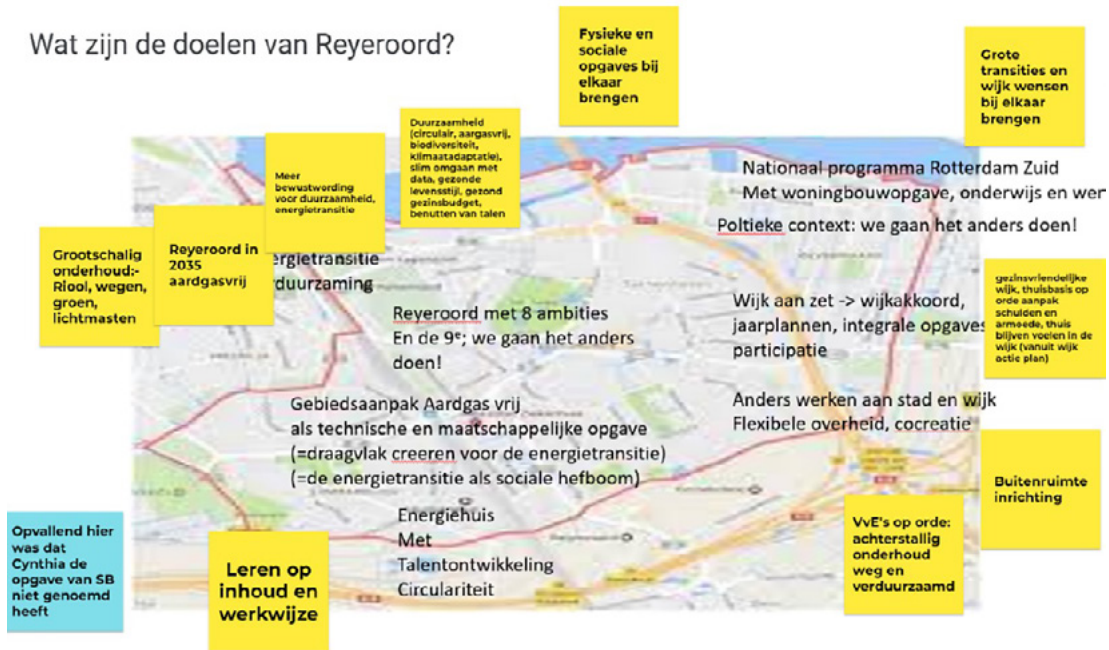 Wat zijn de doelen van Reyeroord?
Fysieke en
sociale
opgaves bij
elkaar
brengen
Grote
transities en
wijk wensen
bij elkaar
brengen
Duurzaamheid
(circulair, aargasvrij,
biodiversiteit,
klimaatadaptatie),
slim omgaan met
data, gezonde
levensstijl, gezond
gezinsbudget,
benutten van talen
Meer
bewustwording
voor duurzaamheid,
energietransitie
Nationaal programma Rotterdam Zuid
Met woningbouwopgave, onderwijs en wer
Poltieke context: we gaan het anders doen!
Grootschalig
onderhoud:-
Riool, wegen,
groen,
lichtmasten
Reyeroord in
2035
aardgasvrij
ergietransitie
rduurzaming
Reyeroord met 8 ambities
En de 9e; we gaan het anders
doen!
Wijk aan zet -> wijkakkoord,
jaarplannen, integrale opgaves
participatie
gezinsvriendelijke
wijk, thuisbasis op
orde aanpak
schulden en
armoede, thuis
blijven voelen in de
wijk (vanuit wijk
actie plan)
Gebiedsaanpak Aardgas vrij
als technische en maatschappelijke opgave
(=draagvlak creeren voor de energietransitie)
(=de energietransitie als sociale hefboom)
Anders werken aan stad en wijk
Flexibele overheid, cocreatie
Buitenruimte
inrichting
Energiehuis
Met
Talentontwikkeling
Circulariteit
VvE's op orde:
achterstallig
onderhoud
weg en
verduurzaamd
Opvallend hier
was dat
Cynthia de
opgave van SB
niet genoemd
heeft
Leren op
inhoud en
werkwijze